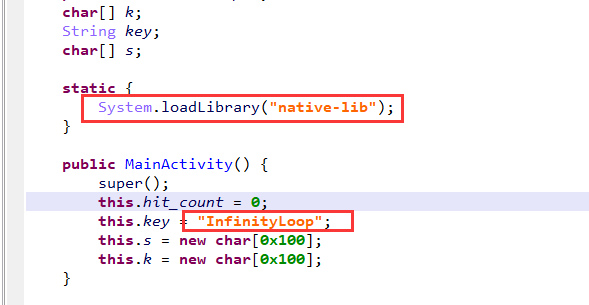 char[] k;
String key;
char[] s;
static {
System.loadLibrary("native-lib");
}
public MainActivity() {
super();
this.hit_count = 0;
this.key = "InfinityLoop";
this.s = new char[0x100];
this.k = new char[0x100];
}